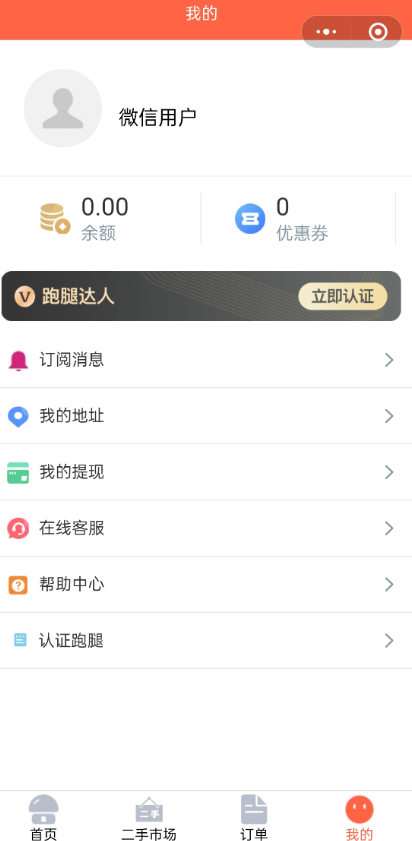 我的
微信用户
0.00
余额
0
优惠券
V 跑腿达人
立即认证
订阅消息
我的地址
我的提现
在线客服
帮助中心
认证跑腿
二手
首页
二手市场
订单
我的